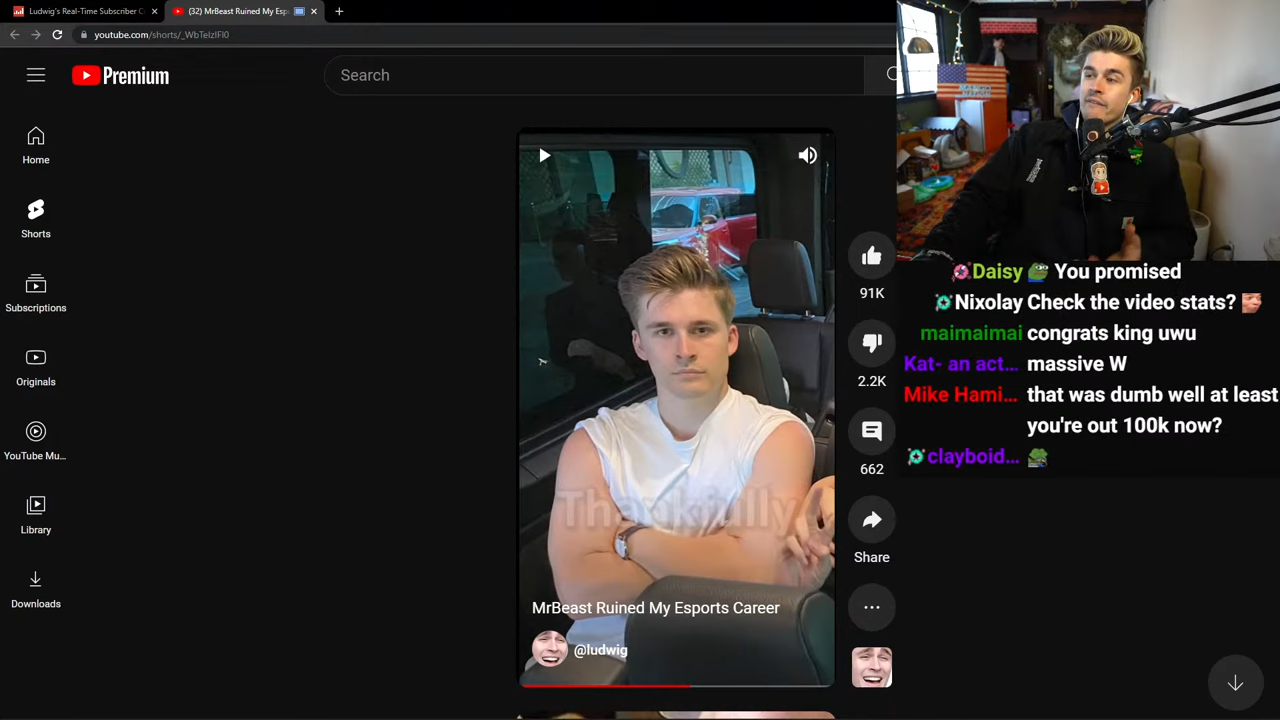 Ludwig's Real-Time Subscriber C
(32) MrBeast Ruined My Esp
youtube.com/shorts/_WbTelzIFI0
Premium
Search
Home
Shorts
Subscriptions
Originals
YouTube Mu...
Library
Downloads
Thankfully
MrBeast Ruined My Esports Career
@ludwig
91K
2.2K
662
Share
Daisy You promised
Nixolay Check the video stats?
maimaimai congrats king uwu
Kat- an act... massive W
Mike Hami... that was dumb well at least
you're out 100k now?
clayboid...